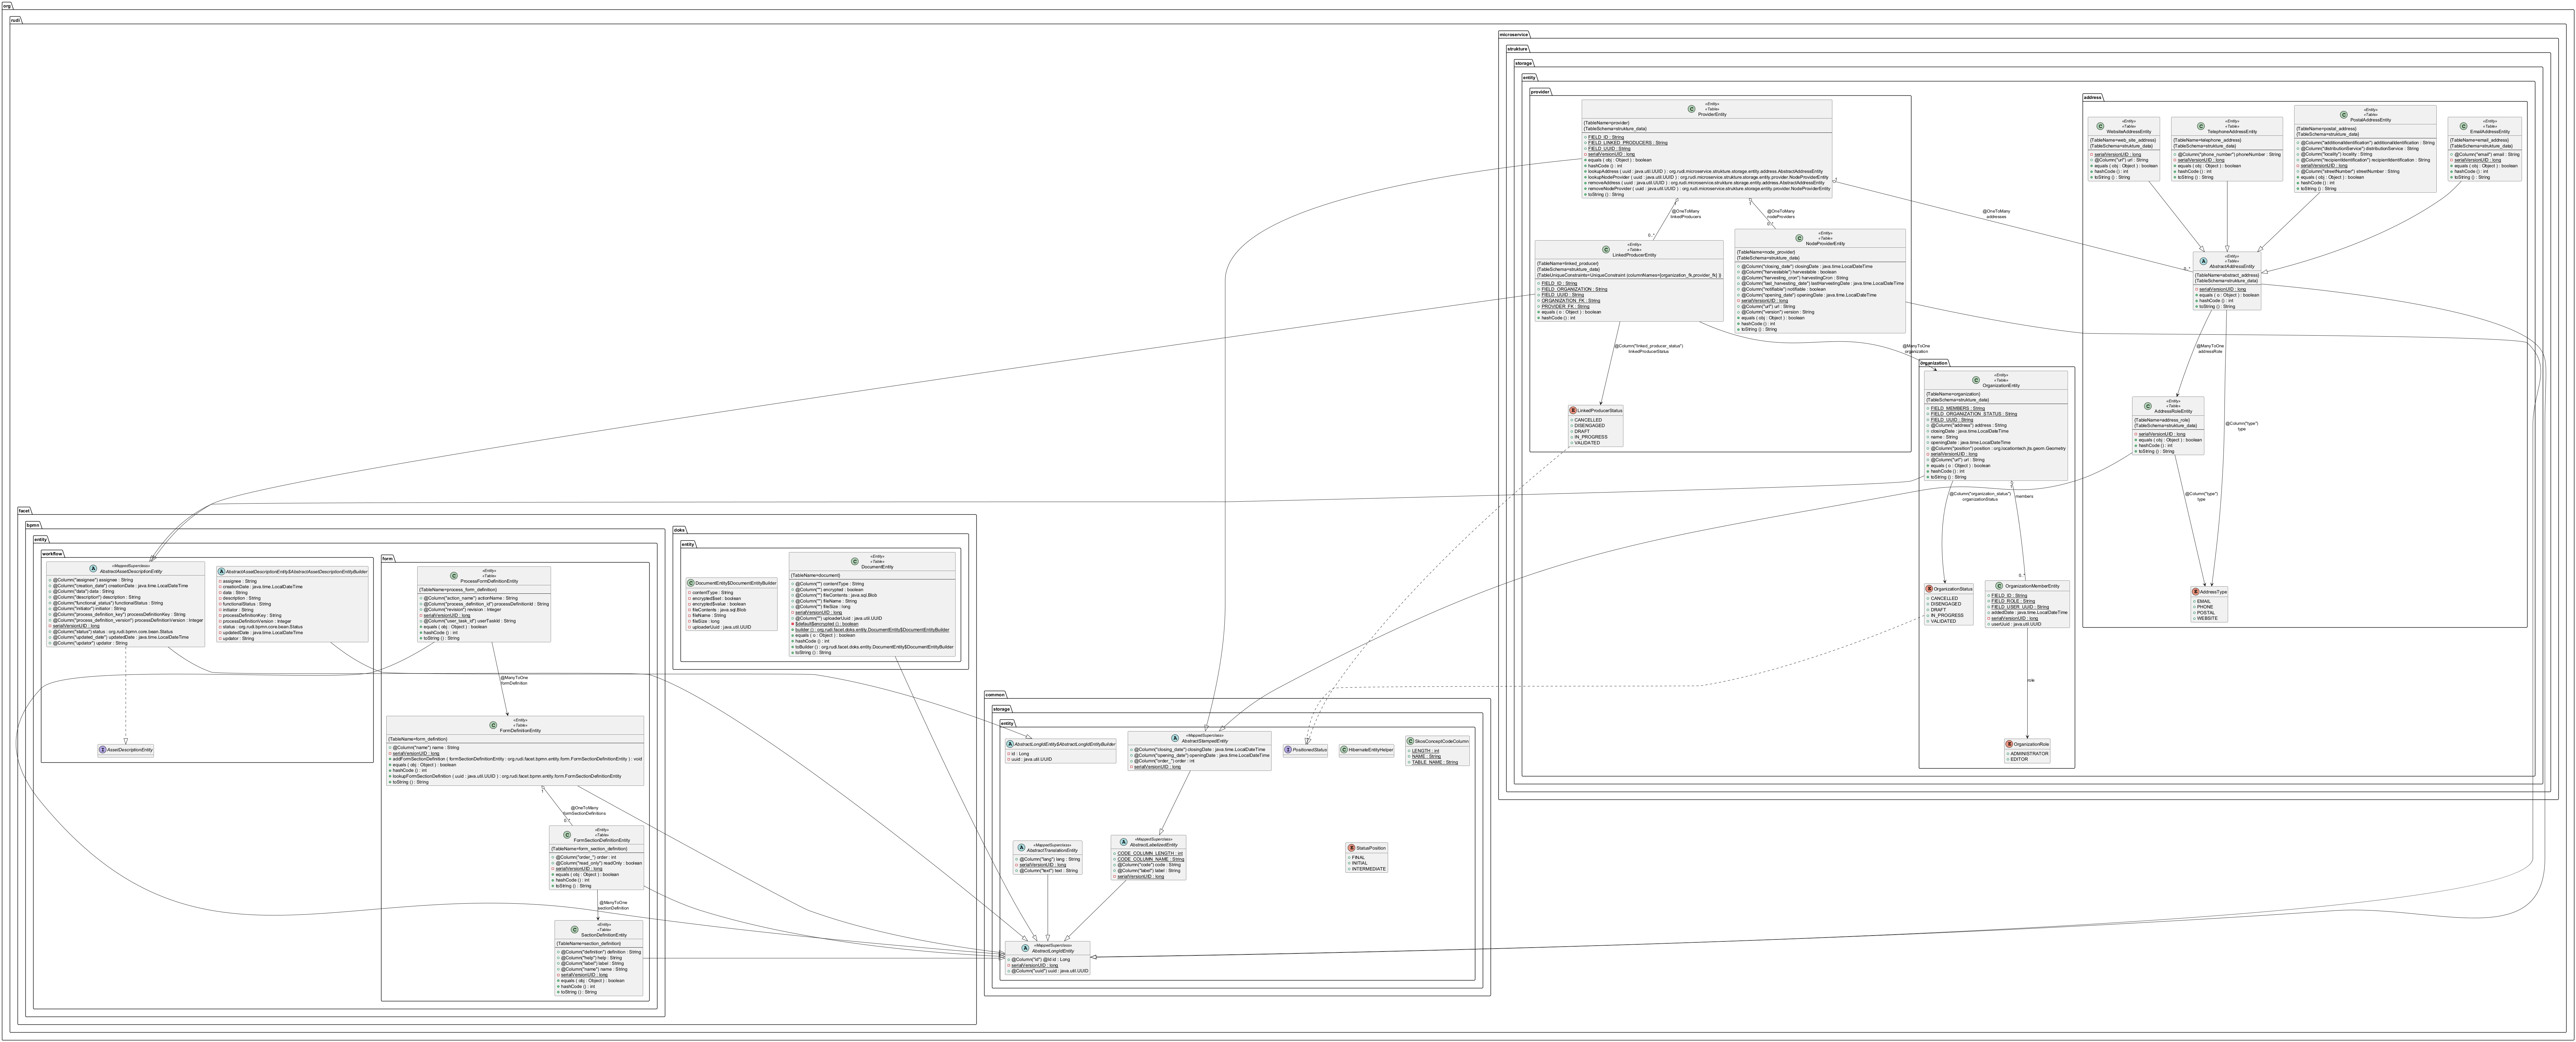 org
rudi
microservice
strukture
storage
entity
provider
«Entity»
«Table»
ProviderEntity
{TableName=provider}
{TableSchema=strukture_data}
FIELD_ID : String
FIELD_LINKED_PRODUCERS : String
FIELD_UUID : String
serialVersionUID : long
equals ( obj : Object ) : boolean
hashCode () : int
lookupAddress ( uuid : java.util.UUID ) : org.rudi.microservice.strukture.storage.entity.address.AbstractAddressEntity
lookupNodeProvider ( uuid : java.util.UUID ) : org.rudi.microservice.strukture.storage.entity.provider.NodeProviderEntity
removeAddress ( uuid : java.util.UUID ) : org.rudi.microservice.strukture.storage.entity.address.AbstractAddressEntity
removeNodeProvider ( uuid : java.util.UUID ) : org.rudi.microservice.strukture.storage.entity.provider.NodeProviderEntity
toString () : String
@OneToMany
linkedProducers
0..*
@OneToMany
nodeProviders
0..*
@OneToMany
addresses
«Entity»
«Table»
LinkedProducerEntity
{TableName=linked_producer}
{TableSchema=strukture_data}
{TableUniqueConstraints=UniqueConstraint {columnNames=[organization_fk,provider_fk] }}
FIELD_ID : String
FIELD_ORGANIZATION : String
FIELD_UUID : String
ORGANIZATION_FK : String
PROVIDER_FK : String
equals ( o : Object ) : boolean
hashCode () : int
«Entity»
«Table»
NodeProviderEntity
{TableName=node_provider}
{TableSchema=strukture_data}
@Column("closing_date") closingDate : java.time.LocalDateTime
@Column("harvestable") harvestable : boolean
@Column("harvesting_cron") harvestingCron : String
@Column("last_harvesting_date") lastHarvestingDate : java.time.LocalDateTime
@Column("notifiable") notifiable : boolean
@Column("opening_date") openingDate : java.time.LocalDateTime
serialVersionUID : long
@Column("url") url : String
@Column("version") version : String
equals ( obj : Object ) : boolean
hashCode () : int
toString () : String
@Column("linked_producer_status")
linkedProducerStatus
@ManyToOne
organization
LinkedProducerStatus
CANCELLED
DISENGAGED
DRAFT
IN_PROGRESS
VALIDATED
address
«Entity»
«Table»
WebsiteAddressEntity
{TableName=web_site_address}
{TableSchema=strukture_data}
serialVersionUID : long
@Column("url") url : String
equals ( obj : Object ) : boolean
hashCode () : int
toString () : String
«Entity»
«Table»
TelephoneAddressEntity
{TableName=telephone_address}
{TableSchema=strukture_data}
@Column("phone_number") phoneNumber : String
serialVersionUID : long
equals ( obj : Object ) : boolean
hashCode () : int
toString () : String
«Entity»
«Table»
PostalAddressEntity
{TableName=postal_address}
{TableSchema=strukture_data}
@Column("additionalIdentification") additionalIdentification : String
@Column("distributionService") distributionService : String
@Column("locality") locality : String
@Column("recipientIdentification") recipientIdentification : String
serialVersionUID : long
@Column("streetNumber") streetNumber : String
equals ( obj : Object ) : boolean
hashCode () : int
toString () : String
«Entity»
«Table»
EmailAddressEntity
{TableName=email_address}
{TableSchema=strukture_data}
@Column("email") email : String
serialVersionUID : long
equals ( obj : Object ) : boolean
hashCode () : int
toString () : String
«Entity»
«Table»
AbstractAddressEntity
{TableName=abstract_address}
{TableSchema=strukture_data}
serialVersionUID : long
equals ( o : Object ) : boolean
hashCode () : int
toString () : String
@ManyToOne
addressRole
@Column("type")
type
«Entity»
«Table»
AddressRoleEntity
{TableName=address_role}
{TableSchema=strukture_data}
serialVersionUID : long
equals ( obj : Object ) : boolean
hashCode () : int
toString () : String
@Column("type")
type
AddressType
EMAIL
PHONE
POSTAL
WEBSITE
organization
«Entity»
«Table»
OrganizationEntity
{TableName=organization}
{TableSchema=strukture_data}
FIELD_MEMBERS : String
FIELD_ORGANIZATION_STATUS : String
FIELD_UUID : String
@Column("address") address : String
closingDate : java.time.LocalDateTime
name : String
openingDate : java.time.LocalDateTime
@Column("position") position : org.locationtech.jts.geom.Geometry
serialVersionUID : long
@Column("url") url : String
equals ( o : Object ) : boolean
hashCode () : int
toString () : String
@Column("organization_status")
organizationStatus
members
0..*
OrganizationStatus
CANCELLED
DISENGAGED
DRAFT
IN_PROGRESS
VALIDATED
OrganizationMemberEntity
FIELD_ID : String
FIELD_ROLE : String
FIELD_USER_UUID : String
addedDate : java.time.LocalDateTime
serialVersionUID : long
userUuid : java.util.UUID
role
OrganizationRole
ADMINISTRATOR
EDITOR
facet
bpmn
entity
workflow
«MappedSuperclass»
AbstractAssetDescriptionEntity
@Column("assignee") assignee : String
@Column("creation_date") creationDate : java.time.LocalDateTime
@Column("data") data : String
@Column("description") description : String
@Column("functional_status") functionalStatus : String
@Column("initiator") initiator : String
@Column("process_definition_key") processDefinitionKey : String
@Column("process_definition_version") processDefinitionVersion : Integer
serialVersionUID : long
@Column("status") status : org.rudi.bpmn.core.bean.Status
@Column("updated_date") updatedDate : java.time.LocalDateTime
@Column("updator") updator : String
AbstractAssetDescriptionEntity$AbstractAssetDescriptionEntityBuilder
assignee : String
creationDate : java.time.LocalDateTime
data : String
description : String
functionalStatus : String
initiator : String
processDefinitionKey : String
processDefinitionVersion : Integer
status : org.rudi.bpmn.core.bean.Status
updatedDate : java.time.LocalDateTime
updator : String
AssetDescriptionEntity
form
«Entity»
«Table»
ProcessFormDefinitionEntity
{TableName=process_form_definition}
@Column("action_name") actionName : String
@Column("process_definition_id") processDefinitionId : String
@Column("revision") revision : Integer
serialVersionUID : long
@Column("user_task_id") userTaskId : String
equals ( obj : Object ) : boolean
hashCode () : int
toString () : String
@ManyToOne
formDefinition
«Entity»
«Table»
FormDefinitionEntity
{TableName=form_definition}
@Column("name") name : String
serialVersionUID : long
addFormSectionDefinition ( formSectionDefinitionEntity : org.rudi.facet.bpmn.entity.form.FormSectionDefinitionEntity ) : void
equals ( obj : Object ) : boolean
hashCode () : int
lookupFormSectionDefinition ( uuid : java.util.UUID ) : org.rudi.facet.bpmn.entity.form.FormSectionDefinitionEntity
toString () : String
@OneToMany
formSectionDefinitions
0..*
«Entity»
«Table»
FormSectionDefinitionEntity
{TableName=form_section_definition}
@Column("order_") order : int
@Column("read_only") readOnly : boolean
serialVersionUID : long
equals ( obj : Object ) : boolean
hashCode () : int
toString () : String
@ManyToOne
sectionDefinition
«Entity»
«Table»
SectionDefinitionEntity
{TableName=section_definition}
@Column("definition") definition : String
@Column("help") help : String
@Column("label") label : String
@Column("name") name : String
serialVersionUID : long
equals ( obj : Object ) : boolean
hashCode () : int
toString () : String
doks
entity
DocumentEntity$DocumentEntityBuilder
contentType : String
encrypted$set : boolean
encrypted$value : boolean
fileContents : java.sql.Blob
fileName : String
fileSize : long
uploaderUuid : java.util.UUID
«Entity»
«Table»
DocumentEntity
{TableName=document}
@Column("") contentType : String
@Column("") encrypted : boolean
@Column("") fileContents : java.sql.Blob
@Column("") fileName : String
@Column("") fileSize : long
serialVersionUID : long
@Column("") uploaderUuid : java.util.UUID
$default$encrypted () : boolean
builder () : org.rudi.facet.doks.entity.DocumentEntity$DocumentEntityBuilder
equals ( o : Object ) : boolean
hashCode () : int
toBuilder () : org.rudi.facet.doks.entity.DocumentEntity$DocumentEntityBuilder
toString () : String
common
storage
entity
AbstractLongIdEntity$AbstractLongIdEntityBuilder
id : Long
uuid : java.util.UUID
«MappedSuperclass»
AbstractStampedEntity
@Column("closing_date") closingDate : java.time.LocalDateTime
@Column("opening_date") openingDate : java.time.LocalDateTime
@Column("order_") order : int
serialVersionUID : long
PositionedStatus
HibernateEntityHelper
SkosConceptCodeColumn
LENGTH : int
NAME : String
TABLE_NAME : String
«MappedSuperclass»
AbstractTranslationEntity
@Column("lang") lang : String
serialVersionUID : long
@Column("text") text : String
«MappedSuperclass»
AbstractLabelizedEntity
CODE_COLUMN_LENGTH : int
CODE_COLUMN_NAME : String
@Column("code") code : String
@Column("label") label : String
serialVersionUID : long
StatusPosition
FINAL
INITIAL
INTERMEDIATE
«MappedSuperclass»
AbstractLongIdEntity
@Column("id") @Id id : Long
serialVersionUID : long
@Column("uuid") uuid : java.util.UUID